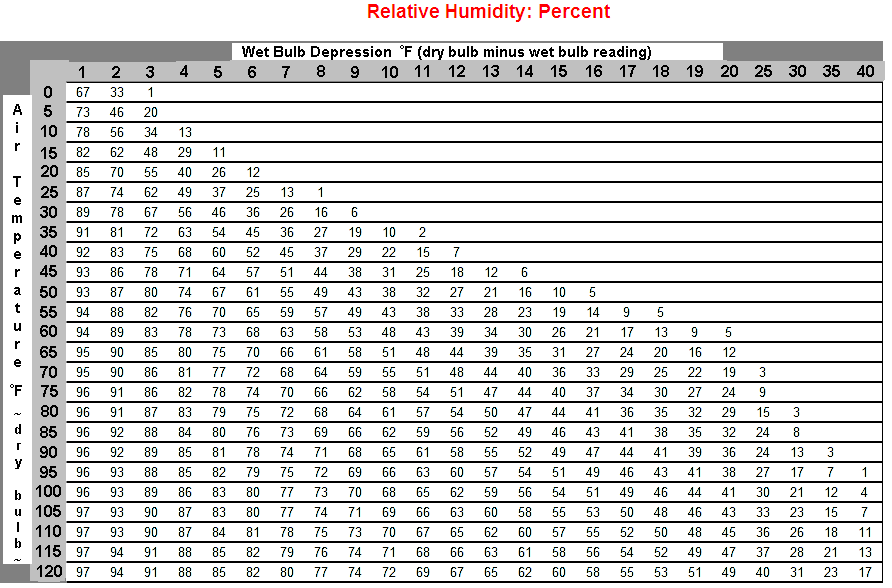 Relative Humidity: Percent
Wet Bulb Depression °F (dry bulb minus wet bulb reading)
1 2 3 4 5 6 7 8 9 10 11 12 13 14 15 16 17 18 19 20 25 30 35 40
Air Temperature °F ~ dry bulb ~
0 67 33 1
5 73 46 20
10 78 56 34 13
15 82 62 48 29 11
20 85 70 55 40 26 12
25 87 74 62 49 37 25 13 1
30 89 78 67 56 46 36 26 16 6
35 91 81 72 63 54 45 36 27 19 10 2
40 92 83 75 68 60 52 45 37 29 22 15 7
45 93 86 78 71 64 57 51 44 38 31 25 18 12 6
50 93 87 80 74 67 61 55 49 43 38 32 27 21 16 10 5
55 94 88 82 76 70 65 59 57 49 43 38 33 28 23 19 14 9 5
60 94 89 83 78 73 68 63 58 53 48 43 39 34 30 26 21 17 13 9 5
65 95 90 85 80 75 70 66 61 58 51 48 44 39 35 31 27 24 20 16 12
70 95 90 86 81 77 72 68 64 59 55 51 48 44 40 36 33 29 25 22 19 3
75 96 91 86 82 78 74 70 66 62 58 54 51 47 44 40 37 34 30 27 24 9
80 96 91 87 83 79 75 72 68 64 61 57 54 50 47 44 41 36 35 32 29 15 3
85 96 92 88 84 80 76 73 69 66 62 59 56 52 49 46 43 41 38 35 32 24 8
90 96 92 89 85 81 78 74 71 68 65 61 58 55 52 49 47 44 41 39 36 24 13 3
95 96 93 88 85 82 79 75 72 69 66 63 60 57 54 51 49 46 43 41 38 27 17 7 1
100 96 93 89 86 83 80 77 73 70 68 65 62 59 56 54 51 49 46 44 41 30 21 12 4
105 97 93 90 87 83 80 77 74 71 69 66 63 60 58 55 53 50 48 46 43 33 23 15 7
110 97 93 90 87 84 81 78 75 73 70 67 65 62 60 57 55 52 50 48 45 36 26 18 11
115 97 94 91 88 85 82 79 76 74 71 68 66 63 61 58 56 54 52 49 47 37 28 21 13
120 97 94 91 88 85 82 80 77 74 72 69 67 65 62 60 58 55 53 51 49 40 31 23 17